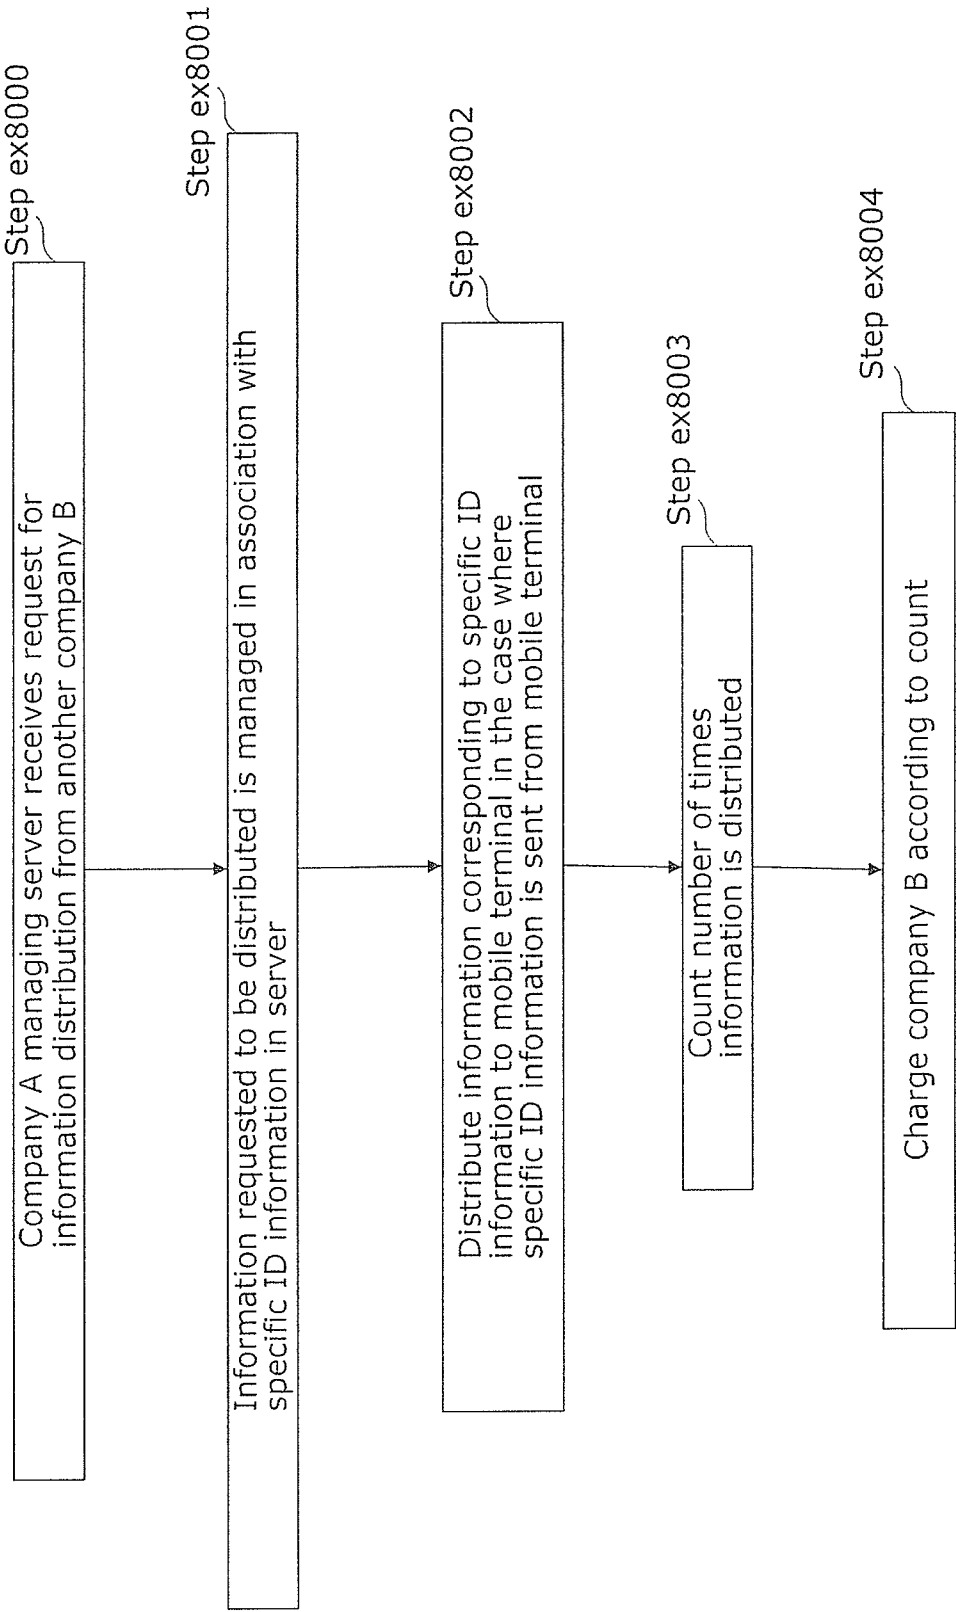 Step ex8000
Company A managing server receives request for
information distribution from another company B
Step ex8001
Information requested to be distributed is managed in association with
specific ID information in server
Step ex8002
Distribute information corresponding to specific ID
information to mobile terminal in the case where
specific ID information is sent from mobile terminal
Step ex8003
Count number of times
information is distributed
Step ex8004
Charge company B according to count